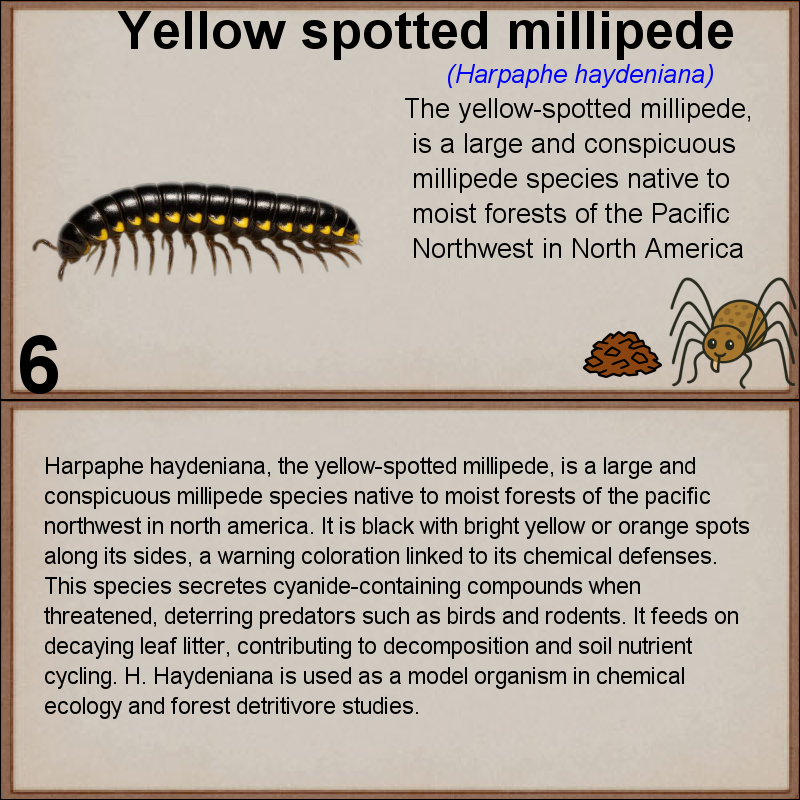 Yellow spotted millipede
(Harpaphe haydeniana)
The yellow-spotted millipede,
is a large and conspicuous
millipede species native to
moist forests of the Pacific
Northwest in North America
6
Harpaphe haydeniana, the yellow-spotted millipede, is a large and
conspicuous millipede species native to moist forests of the pacific
northwest in north america. It is black with bright yellow or orange spots
along its sides, a warning coloration linked to its chemical defenses.
This species secretes cyanide-containing compounds when
threatened, deterring predators such as birds and rodents. It feeds on
decaying leaf litter, contributing to decomposition and soil nutrient
cycling. H. Haydeniana is used as a model organism in chemical
ecology and forest detritivore studies.